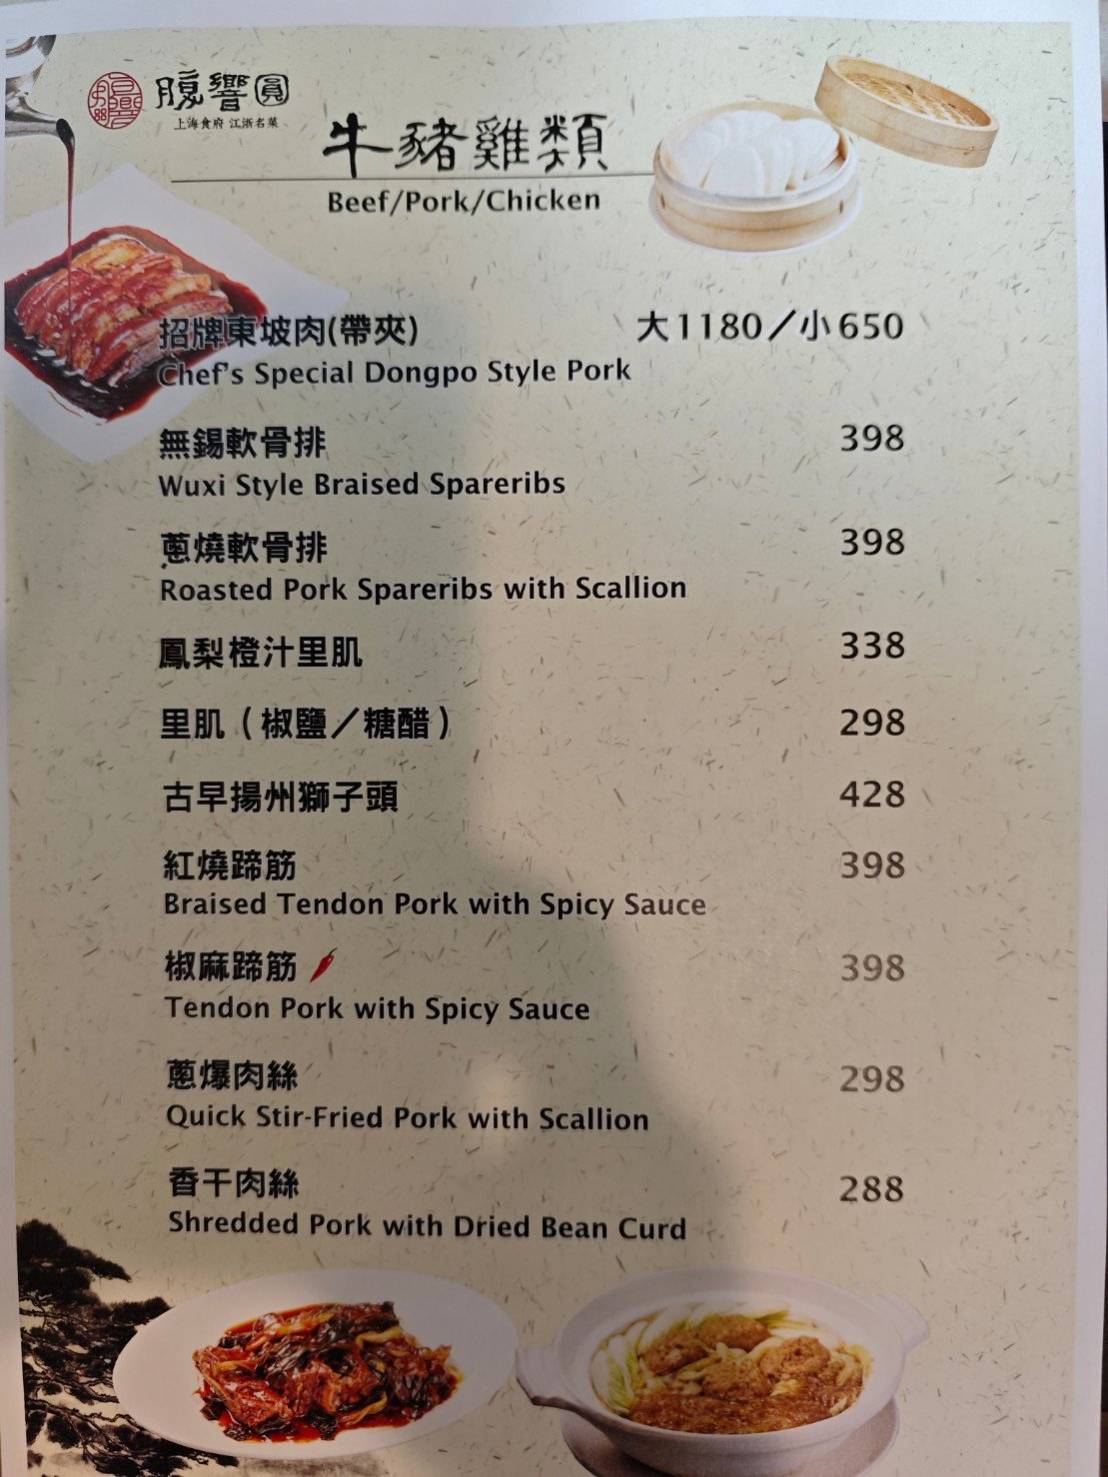 腹響圓
上海食府 江浙名菜
牛豬雞類
Beef/Pork/Chicken
招牌東坡肉(帶夾) 大1180／小650
Chef's Special Dongpo Style Pork
無錫軟骨排 398
Wuxi Style Braised Spareribs
蔥燒軟骨排 398
Roasted Pork Spareribs with Scallion
鳳梨橙汁里肌 338
里肌（椒鹽／糖醋） 298
古早揚州獅子頭 428
紅燒蹄筋 398
Braised Tendon Pork with Spicy Sauce
椒麻蹄筋 398
Tendon Pork with Spicy Sauce
蔥爆肉絲 298
Quick Stir-Fried Pork with Scallion
香干肉絲 288
Shredded Pork with Dried Bean Curd